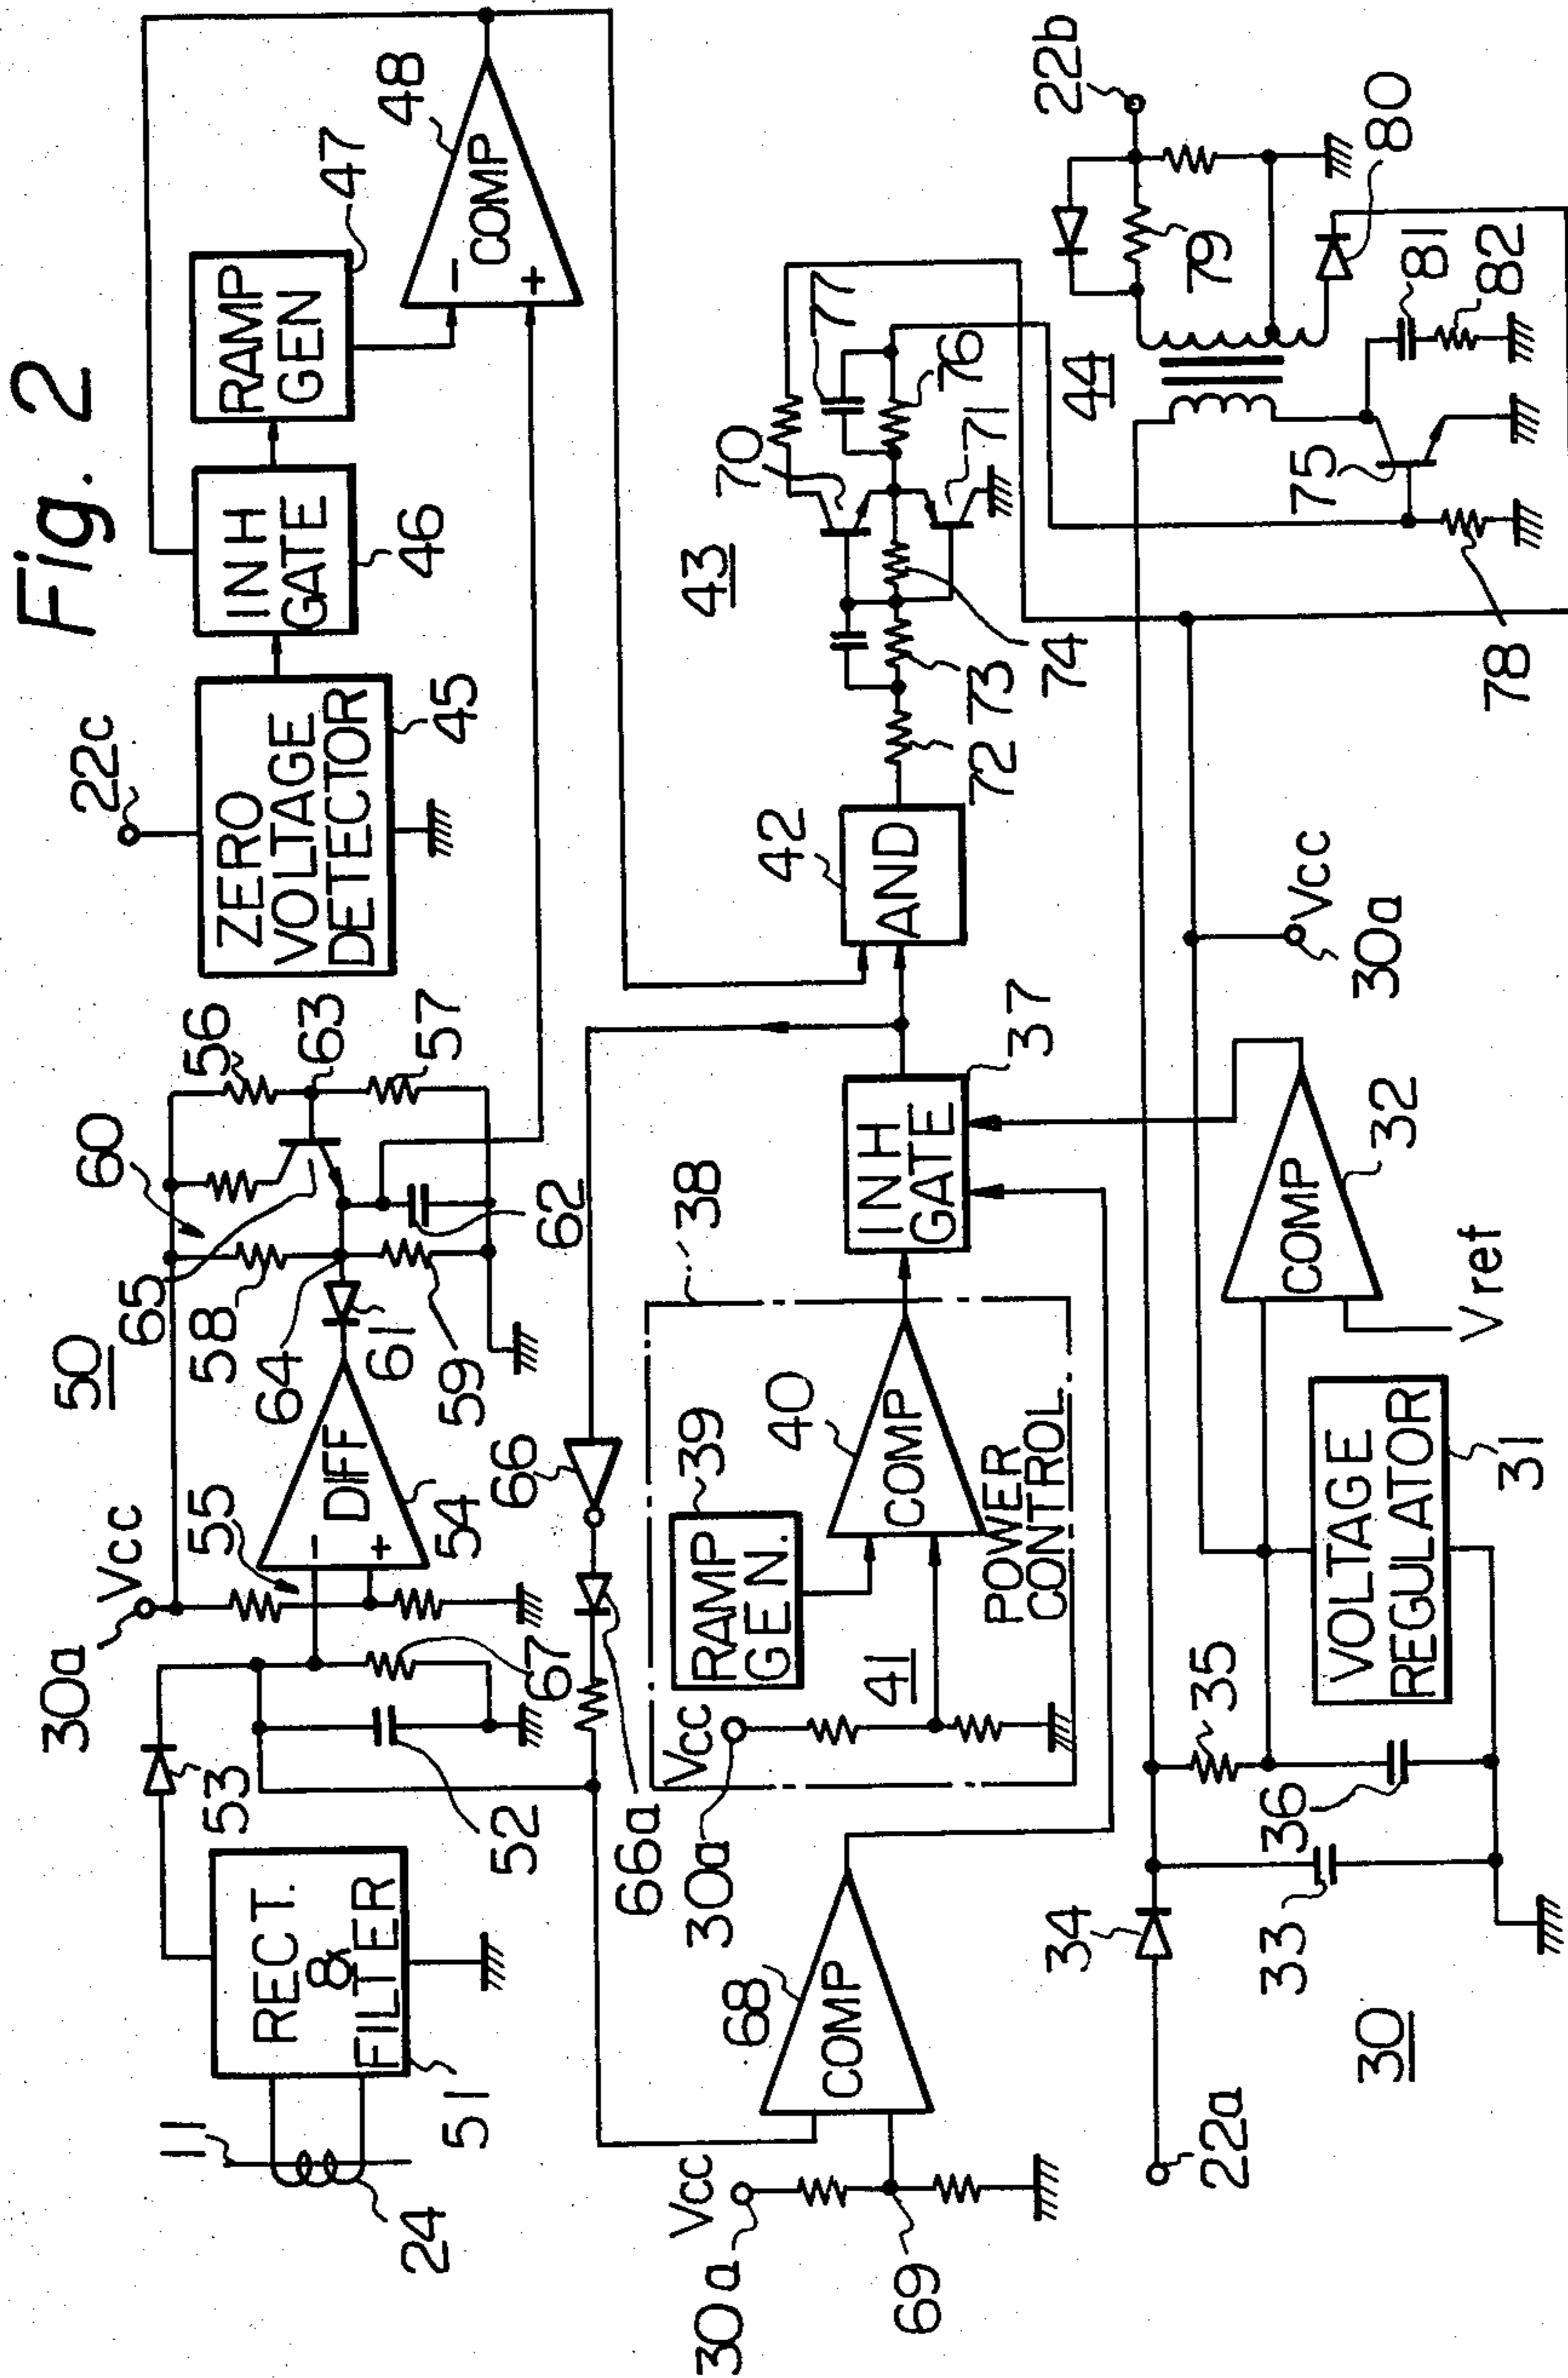 Fig. 2
11
24
RECT.
&
FILTER
51
53
52
30a
Vcc
55
67
DIFF
-
+
54
50
60
65
58
64
61
59
56
63
57
62
22c
ZERO
VOLTAGE
DETECTOR
45
INH
GATE
46
RAMP
GEN
47
COMP
-
+
48
66
66a
38
RAMP
GEN.
39
COMP
40
Vcc
30a
41
POWER
CONTROL
INH
GATE
37
AND
42
43
72
73
74
70
71
77
76
Vcc
30a
69
COMP
68
22a
30
34
33
35
36
VOLTAGE
REGULATOR
31
Vref
COMP
32
Vcc
30a
78
75
44
79
22b
80
81
82